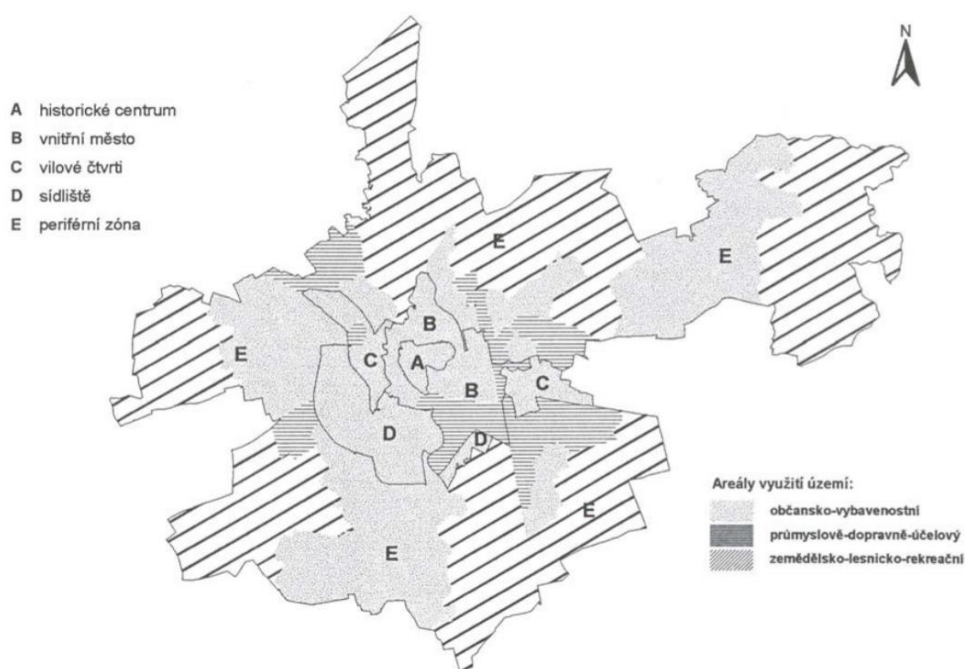 N
A historické centrum
B vnitřní město
C vilové čtvrti
D sídliště
E periférní zóna
E
E
B
E
C
A
C
B
D
D
E
E
Areály využití území:
občansko-vybavenostní
průmyslově-dopravně-účelový
zemědělsko-lesnicko-rekreační